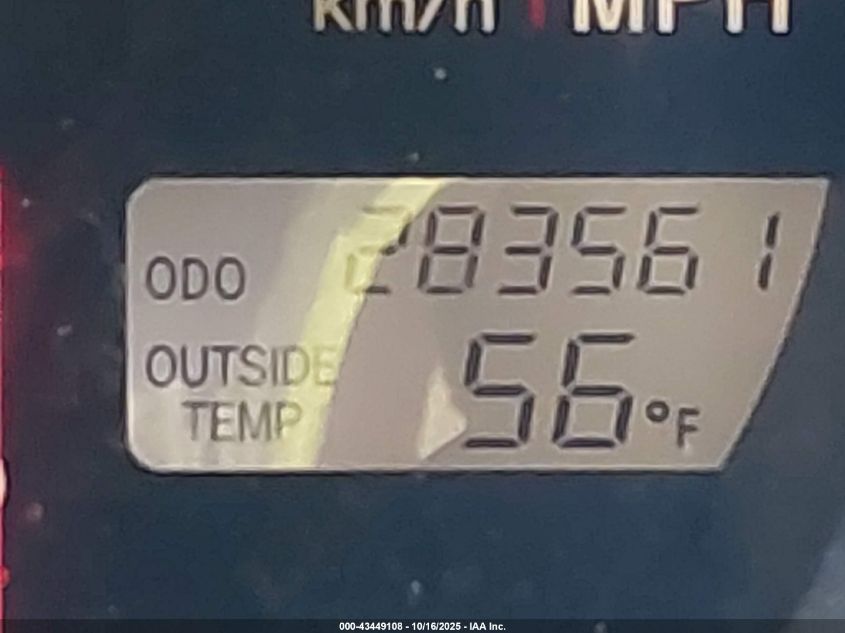 km/h MPH
ODO 283561
OUTSIDE
TEMP 56°F
000-43449108 - 10/16/2025 - IAA Inc.